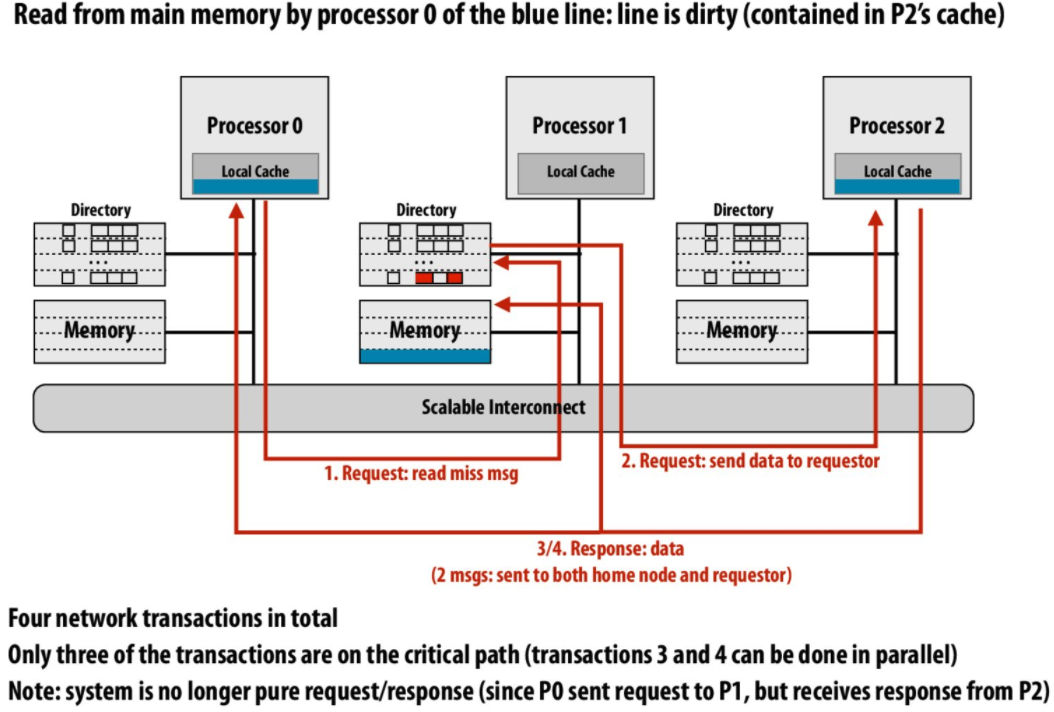 Read from main memory by processor 0 of the blue line: line is dirty (contained in P2's cache)
Processor 0
Local Cache
Processor 1
Local Cache
Processor 2
Local Cache
Directory
...
Memory
Directory
...
Memory
Directory
...
Memory
Scalable Interconnect
1. Request: read miss msg
2. Request: send data to requestor
3/4. Response: data
(2 msgs: sent to both home node and requestor)
Four network transactions in total
Only three of the transactions are on the critical path (transactions 3 and 4 can be done in parallel)
Note: system is no longer pure request/response (since P0 sent request to P1, but receives response from P2)